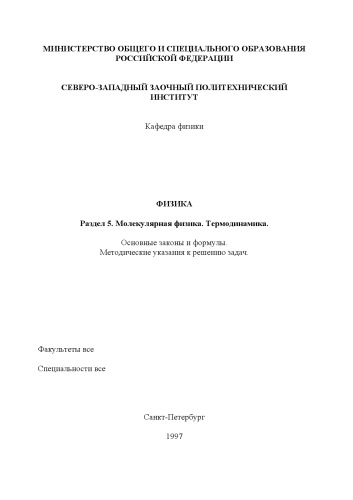 МИНИСТЕРСТВО ОБЩЕГО И СПЕЦИАЛЬНОГО ОБРАЗОВАНИЯ
РОССИЙСКОЙ ФЕДЕРАЦИИ
СЕВЕРО-ЗАПАДНЫЙ ЗАОЧНЫЙ ПОЛИТЕХНИЧЕСКИЙ
ИНСТИТУТ
Кафедра физики
ФИЗИКА
Раздел 5. Молекулярная физика. Термодинамика.
Основные законы и формулы.
Методические указания к решению задач.
Факультеты все
Специальности все
Санкт-Петербург
1997